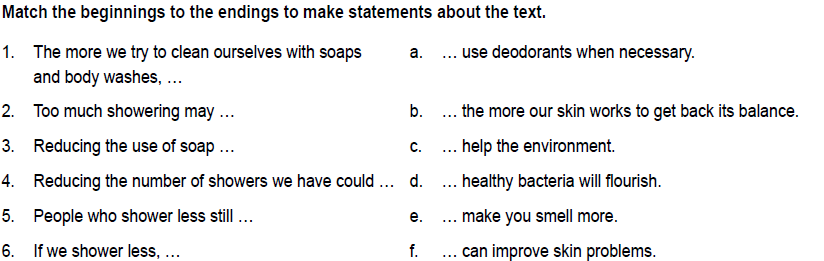 Match the beginnings to the endings to make statements about the text.
1. The more we try to clean ourselves with soaps and body washes, … a. … use deodorants when necessary.
2. Too much showering may … b. … the more our skin works to get back its balance.
3. Reducing the use of soap … c. … help the environment.
4. Reducing the number of showers we have could … d. … healthy bacteria will flourish.
5. People who shower less still … e. … make you smell more.
6. If we shower less, … f. … can improve skin problems.